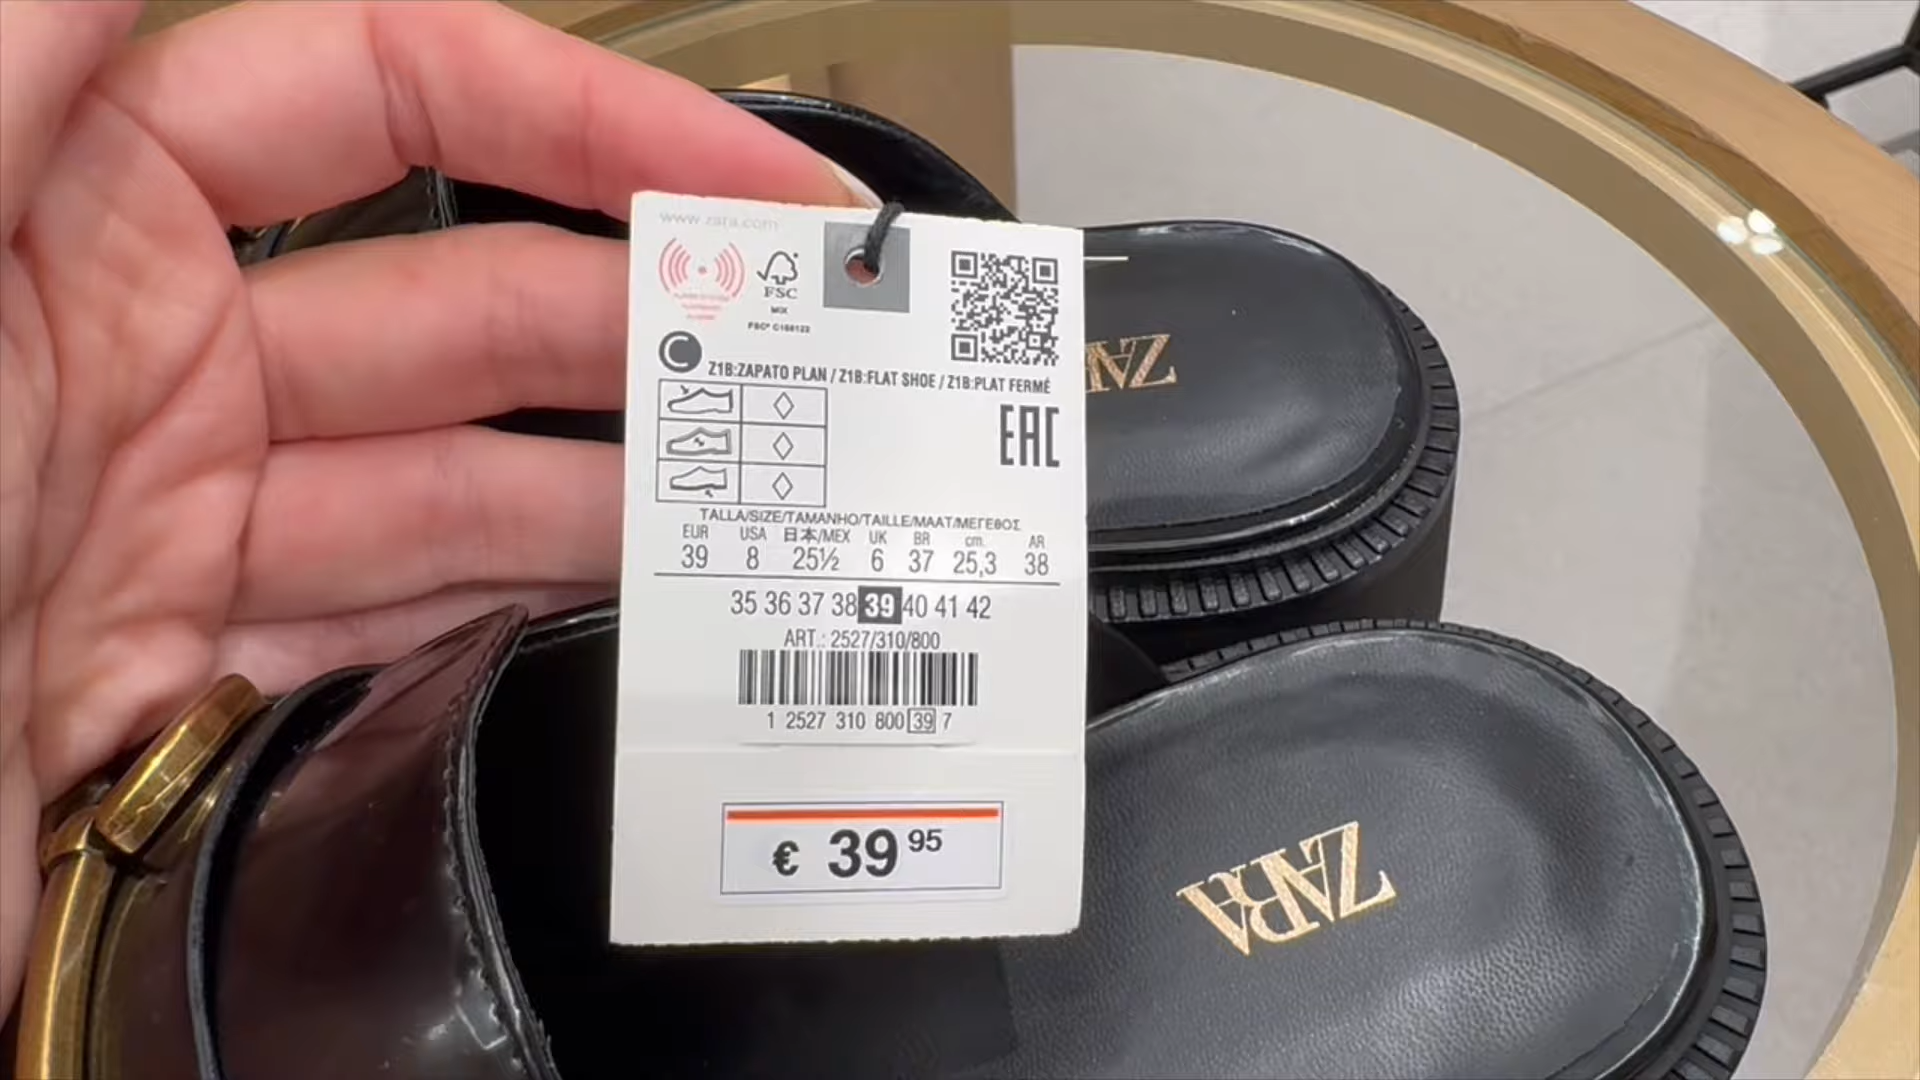 www.zara.com
FSC
MIX
FSC® C166122
C
Z1B:ZAPATO PLAN / Z1B:FLAT SHOE / Z1B:PLAT FERMÉ
EAC
TALLA/SIZE/TAMANHO/TAILLE/MAAT/ΜΕΓΕΘΟΣ
EUR USA 日本/MEX UK BR cm. AR
39 8 25½ 6 37 25,3 38
35 36 37 38 39 40 41 42
ART.: 2527/310/800
1 2527 310 800 39 7
€ 39 95
ZARA
ZARA